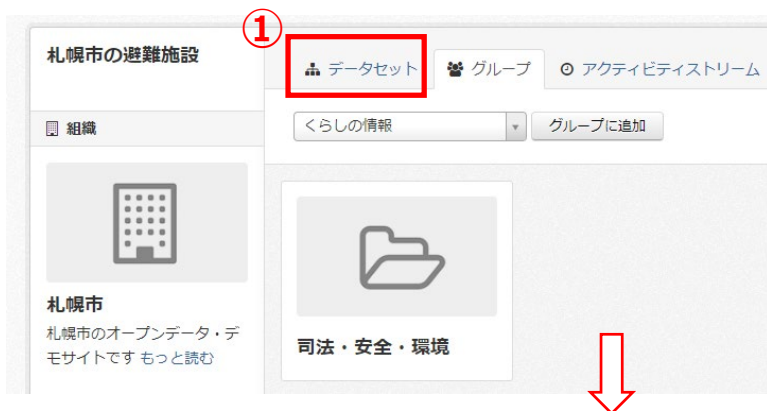 ①
札幌市の避難施設
データセット グループ アクティビティストリーム
組織
くらしの情報 グループに追加
札幌市
札幌市のオープンデータ・デ
モサイトです もっと読む
司法・安全・環境